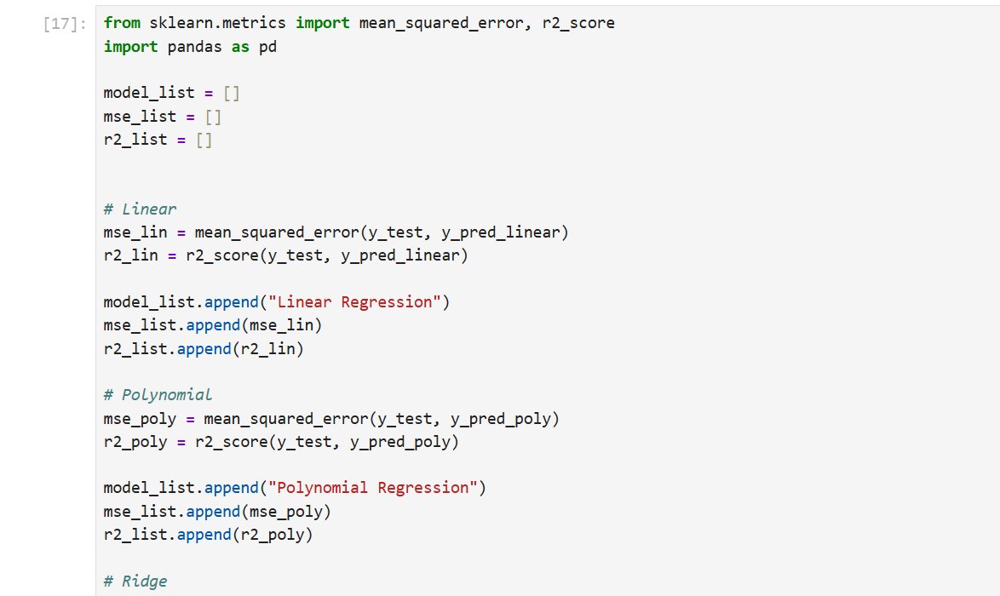 [17]:
from sklearn.metrics import mean_squared_error, r2_score
import pandas as pd
model_list = []
mse_list = []
r2_list = []
# Linear
mse_lin = mean_squared_error(y_test, y_pred_linear)
r2_lin = r2_score(y_test, y_pred_linear)
model_list.append("Linear Regression")
mse_list.append(mse_lin)
r2_list.append(r2_lin)
# Polynomial
mse_poly = mean_squared_error(y_test, y_pred_poly)
r2_poly = r2_score(y_test, y_pred_poly)
model_list.append("Polynomial Regression")
mse_list.append(mse_poly)
r2_list.append(r2_poly)
# Ridge